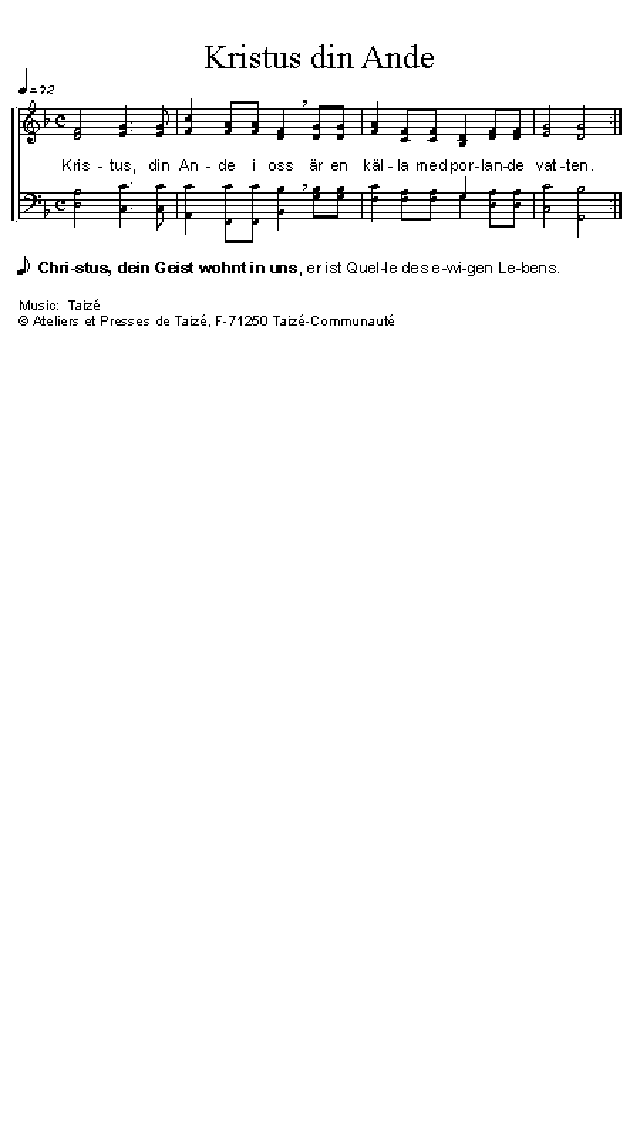 Kristus din Ande
Kris - tus, din An - de i oss är en käl - la med por - lan - de vat - ten.
Chri-stus, dein Geist wohnt in uns, er ist Quel-le des e-wi-gen Le-bens.
Music: Taizé
© Ateliers et Presses de Taizé, F-71250 Taizé-Communauté